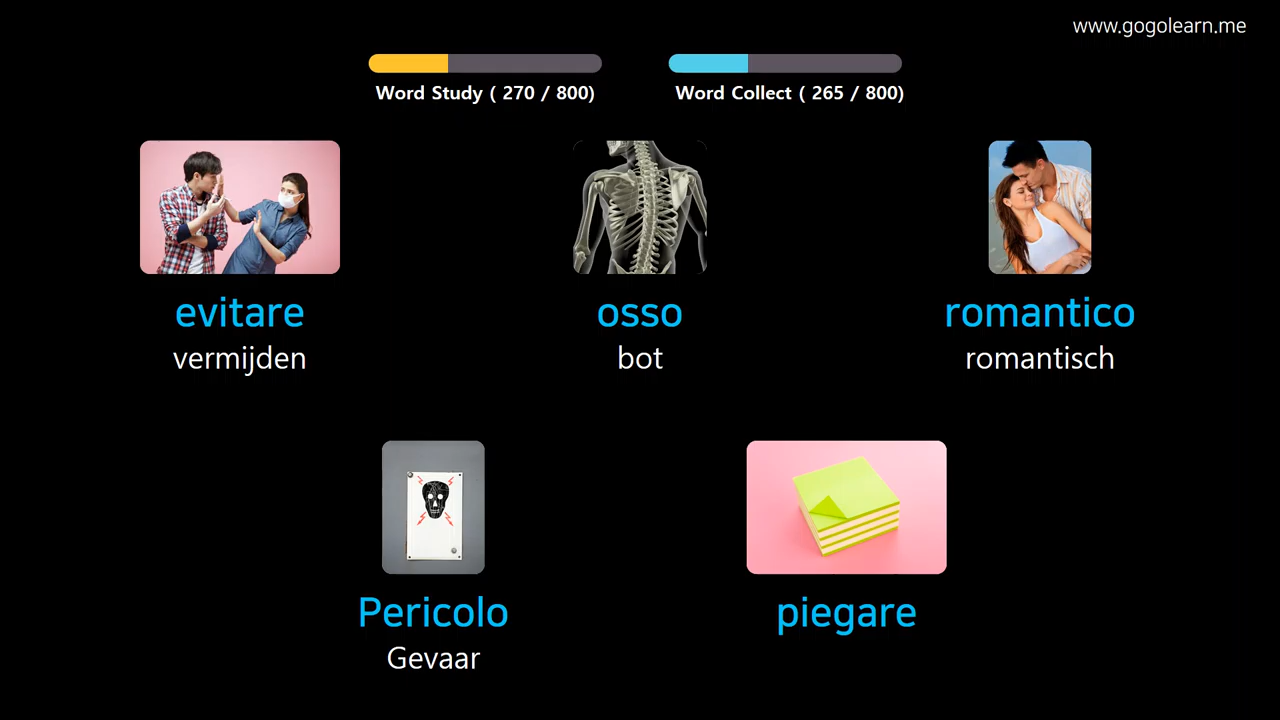 www.gogolearn.me
Word Study ( 270 / 800)
Word Collect ( 265 / 800)
evitare
vermijden
osso
bot
romantico
romantisch
Pericolo
Gevaar
piegare